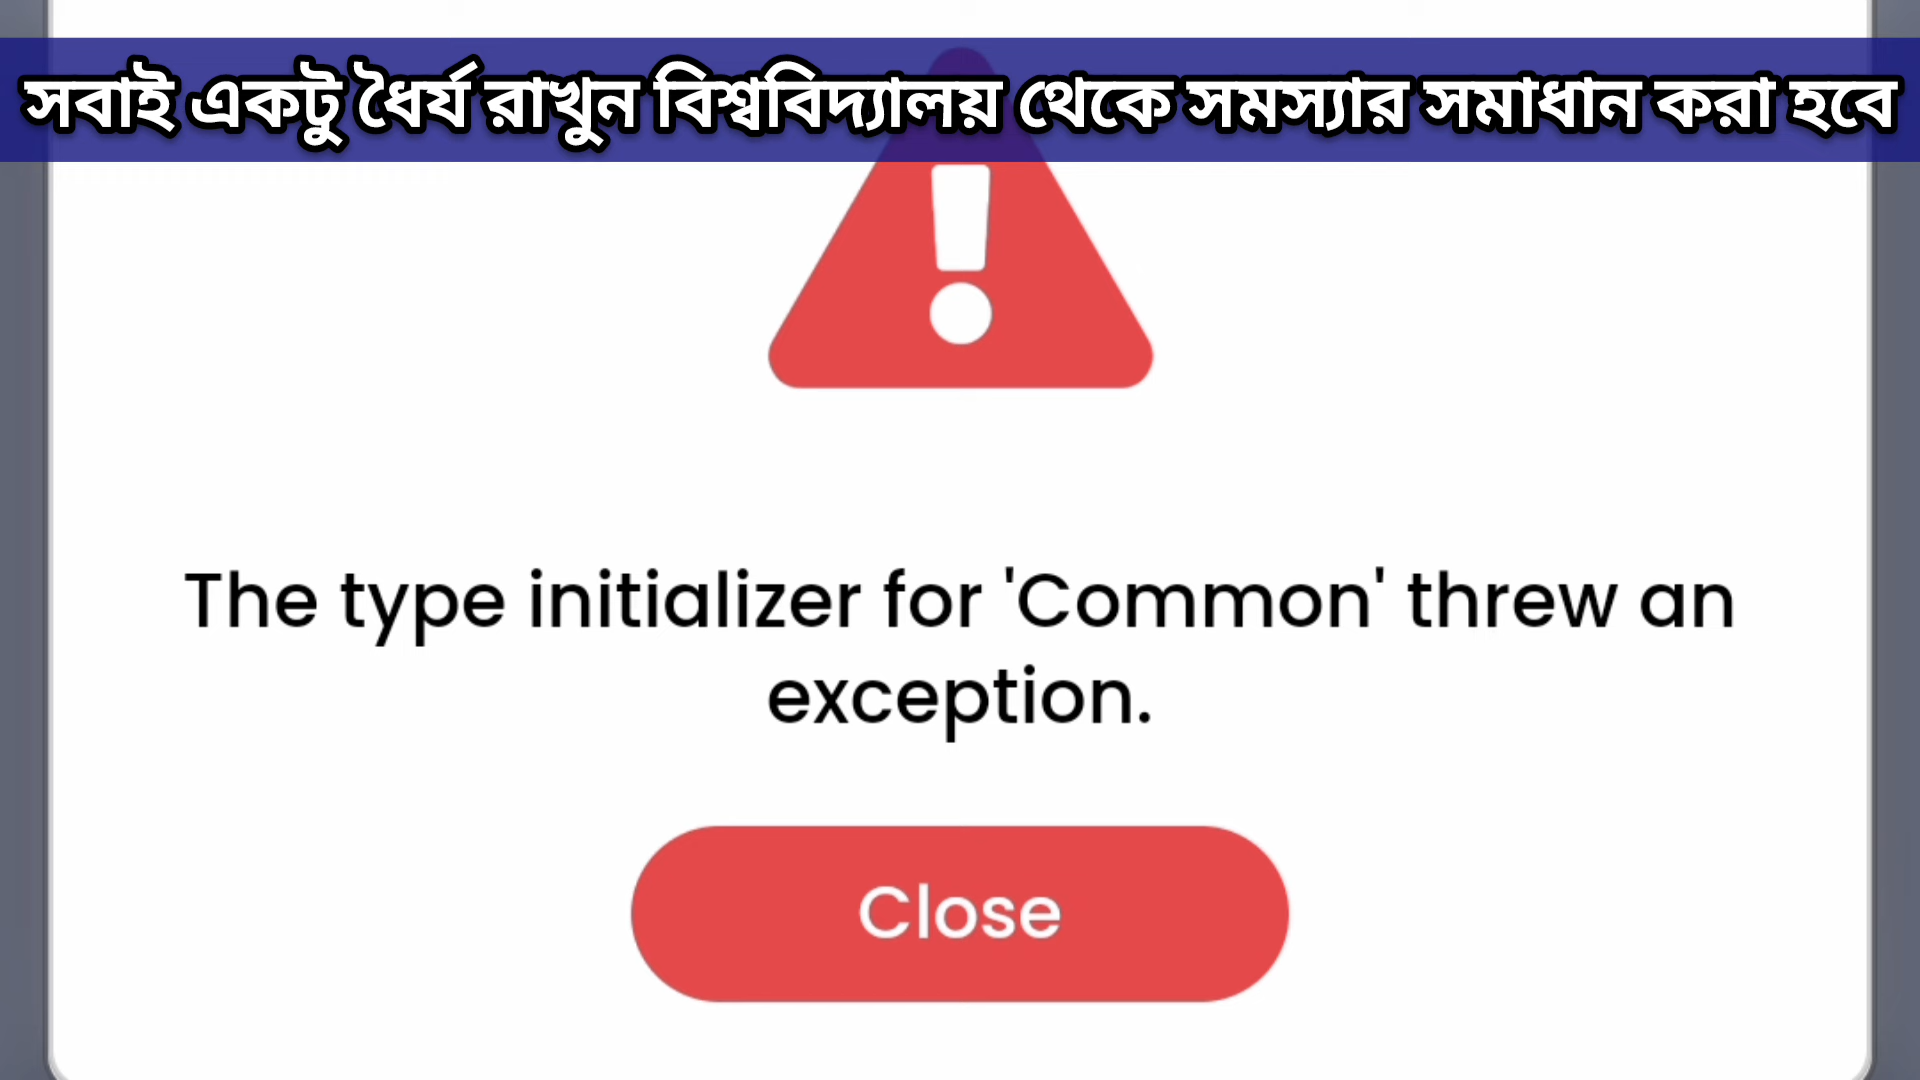 সবাই একটু ধৈর্য রাখুন বিশ্ববিদ্যালয় থেকে সমস্যার সমাধান করা হবে
The type initializer for 'Common' threw an
exception.
Close